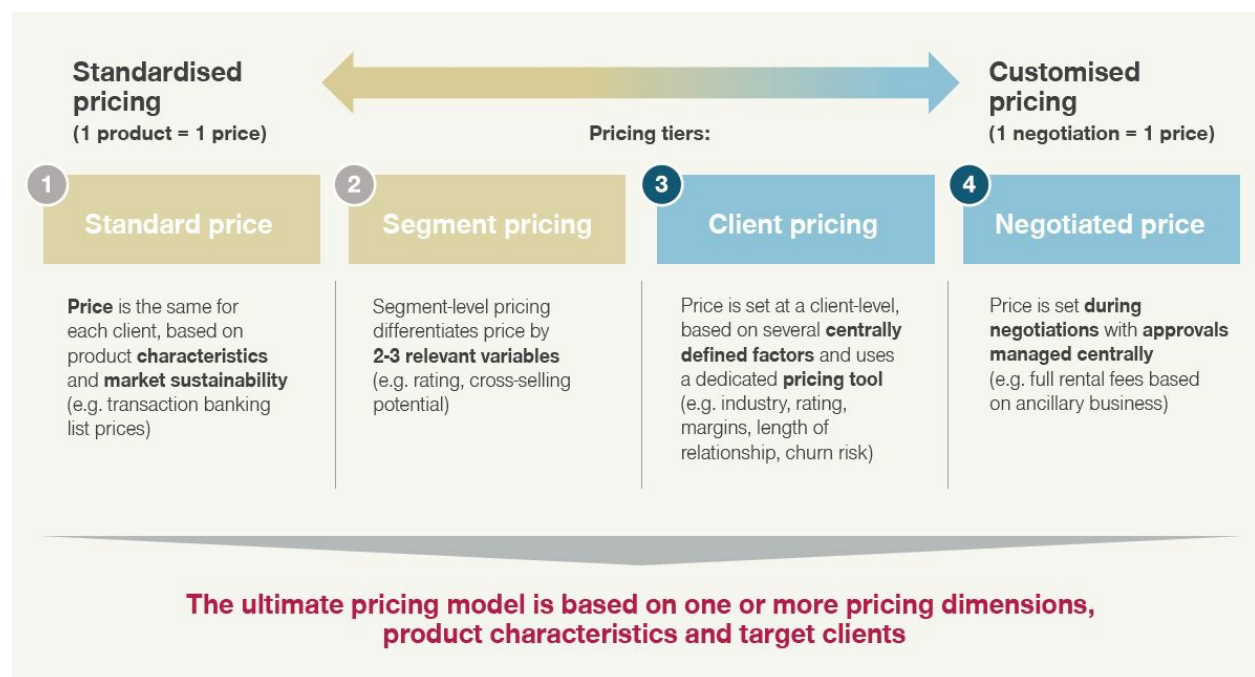 Standardised
pricing
(1 product = 1 price)
Pricing tiers:
Customised
pricing
(1 negotiation = 1 price)
1
Standard price
Price is the same for
each client, based on
product characteristics
and market sustainability
(e.g. transaction banking
list prices)
2
Segment pricing
Segment-level pricing
differentiates price by
2-3 relevant variables
(e.g. rating, cross-selling
potential)
3
Client pricing
Price is set at a client-level,
based on several centrally
defined factors and uses
a dedicated pricing tool
(e.g. industry, rating,
margins, length of
relationship, churn risk)
4
Negotiated price
Price is set during
negotiations with approvals
managed centrally
(e.g. full rental fees based
on ancillary business)
The ultimate pricing model is based on one or more pricing dimensions,
product characteristics and target clients